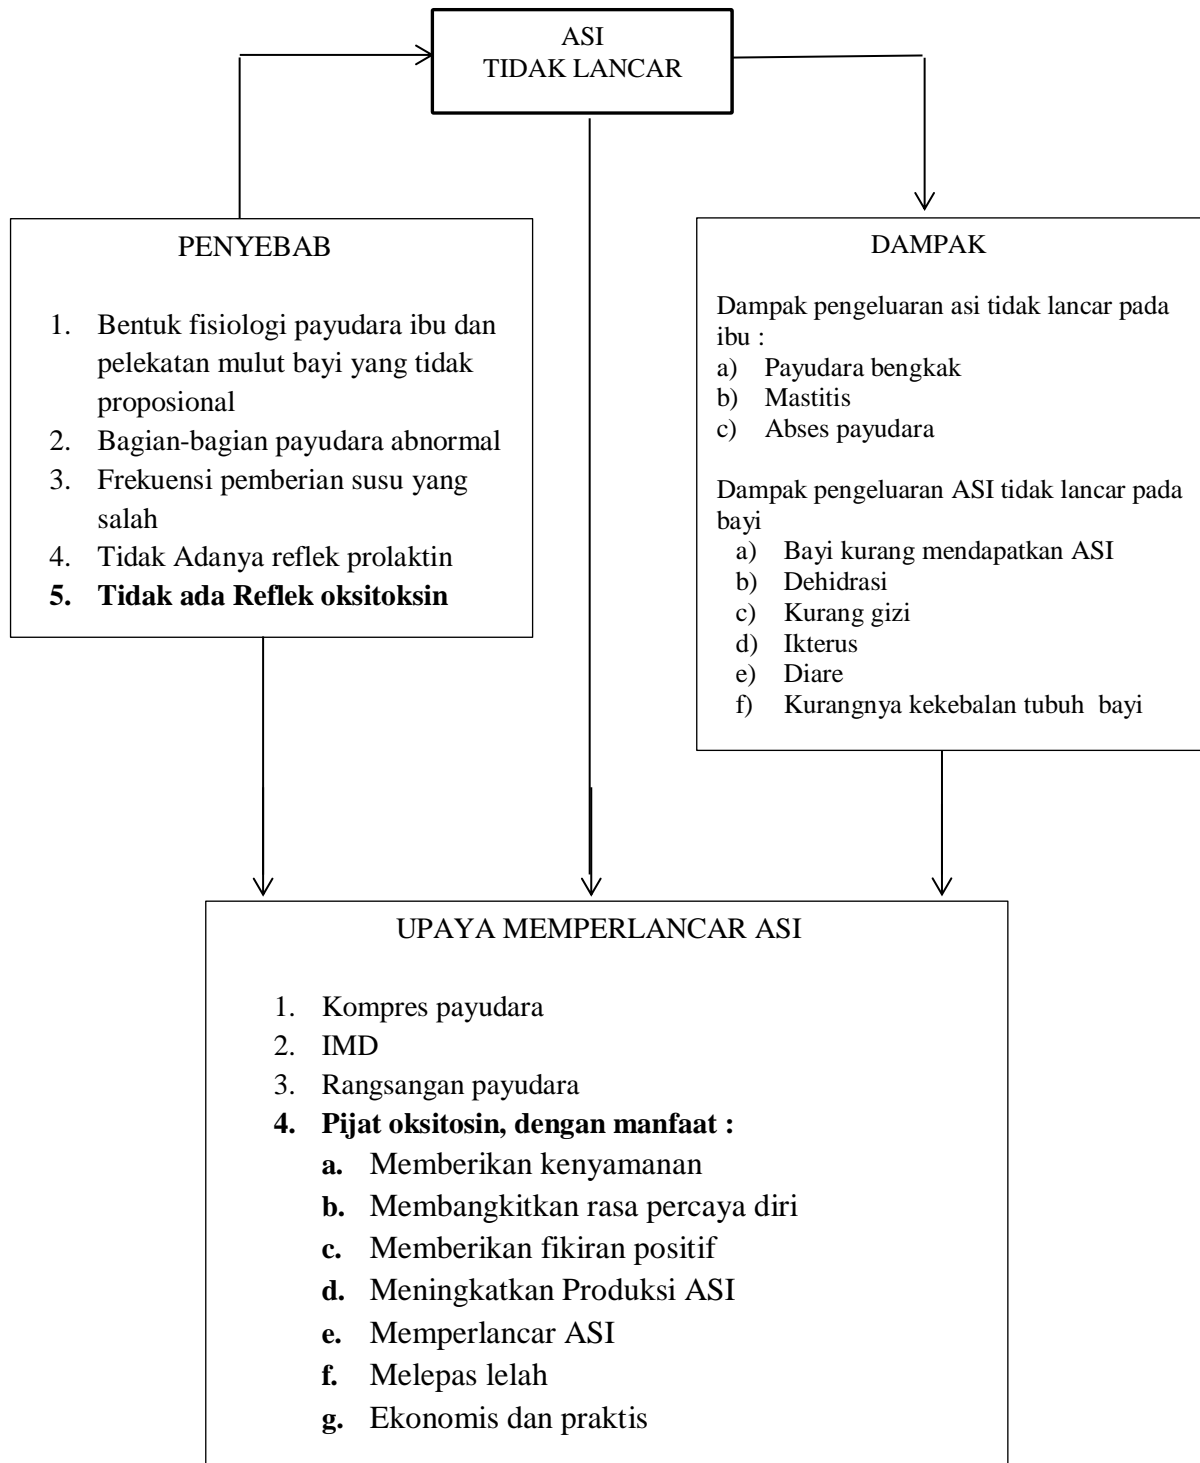 ASI
TIDAK LANCAR
PENYEBAB
1. Bentuk fisiologi payudara ibu dan
pelekatan mulut bayi yang tidak
proposional
2. Bagian-bagian payudara abnormal
3. Frekuensi pemberian susu yang
salah
4. Tidak Adanya reflek prolaktin
5. Tidak ada Reflek oksitoksin
DAMPAK
Dampak pengeluaran asi tidak lancar pada
ibu :
a) Payudara bengkak
b) Mastitis
c) Abses payudara
Dampak pengeluaran ASI tidak lancar pada
bayi
a) Bayi kurang mendapatkan ASI
b) Dehidrasi
c) Kurang gizi
d) Ikterus
e) Diare
f) Kurangnya kekebalan tubuh bayi
UPAYA MEMPERLANCAR ASI
1. Kompres payudara
2. IMD
3. Rangsangan payudara
4. Pijat oksitosin, dengan manfaat :
a. Memberikan kenyamanan
b. Membangkitkan rasa percaya diri
c. Memberikan fikiran positif
d. Meningkatkan Produksi ASI
e. Memperlancar ASI
f. Melepas lelah
g. Ekonomis dan praktis